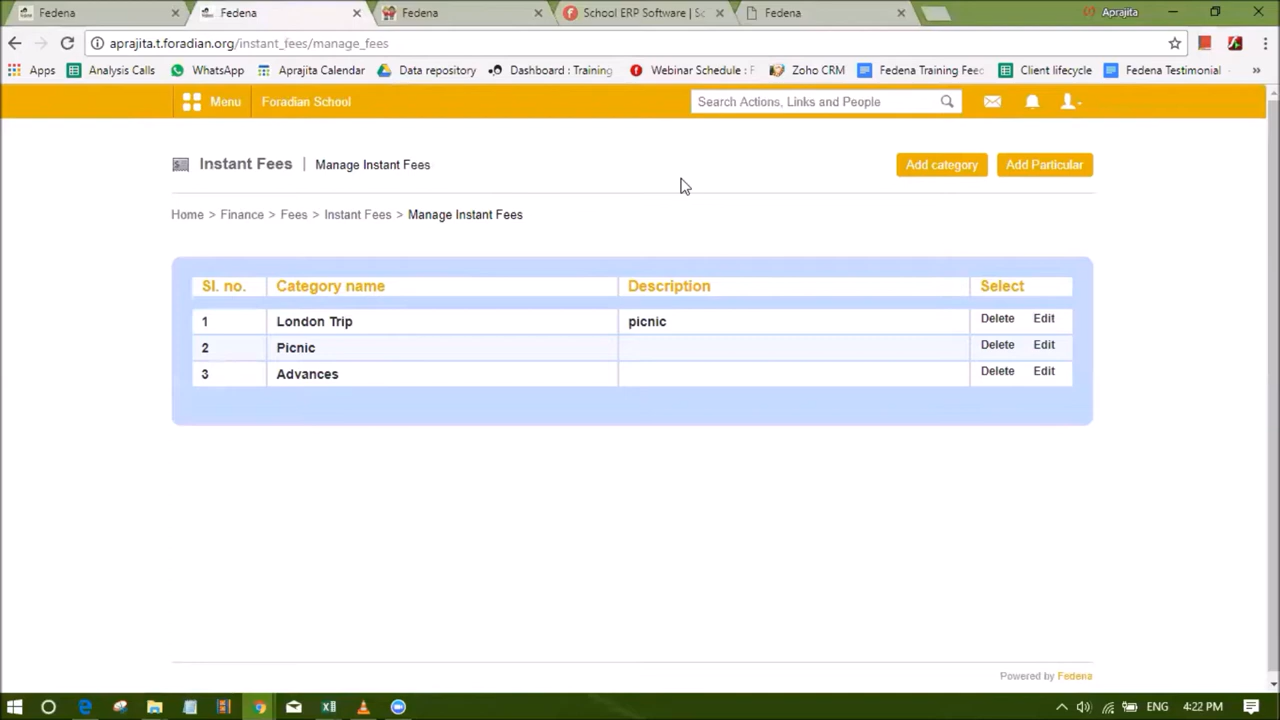 Fedena
Fedena
Fedena
School ERP Software | Sc
Fedena
Aprajita
aprajita.t.foradian.org/instant_fees/manage_fees
Apps
Analysis Calls
WhatsApp
Aprajita Calendar
Data repository
Dashboard : Training
Webinar Schedule : F
Zoho CRM
Fedena Training Feed
Client lifecycle
Fedena Testimonial
Menu
Foradian School
Search Actions, Links and People
Instant Fees | Manage Instant Fees
Add category
Add Particular
Home > Finance > Fees > Instant Fees > Manage Instant Fees
Sl. no. Category name Description Select
1 London Trip picnic Delete Edit
2 Picnic Delete Edit
3 Advances Delete Edit
Powered by Fedena
ENG 4:22 PM